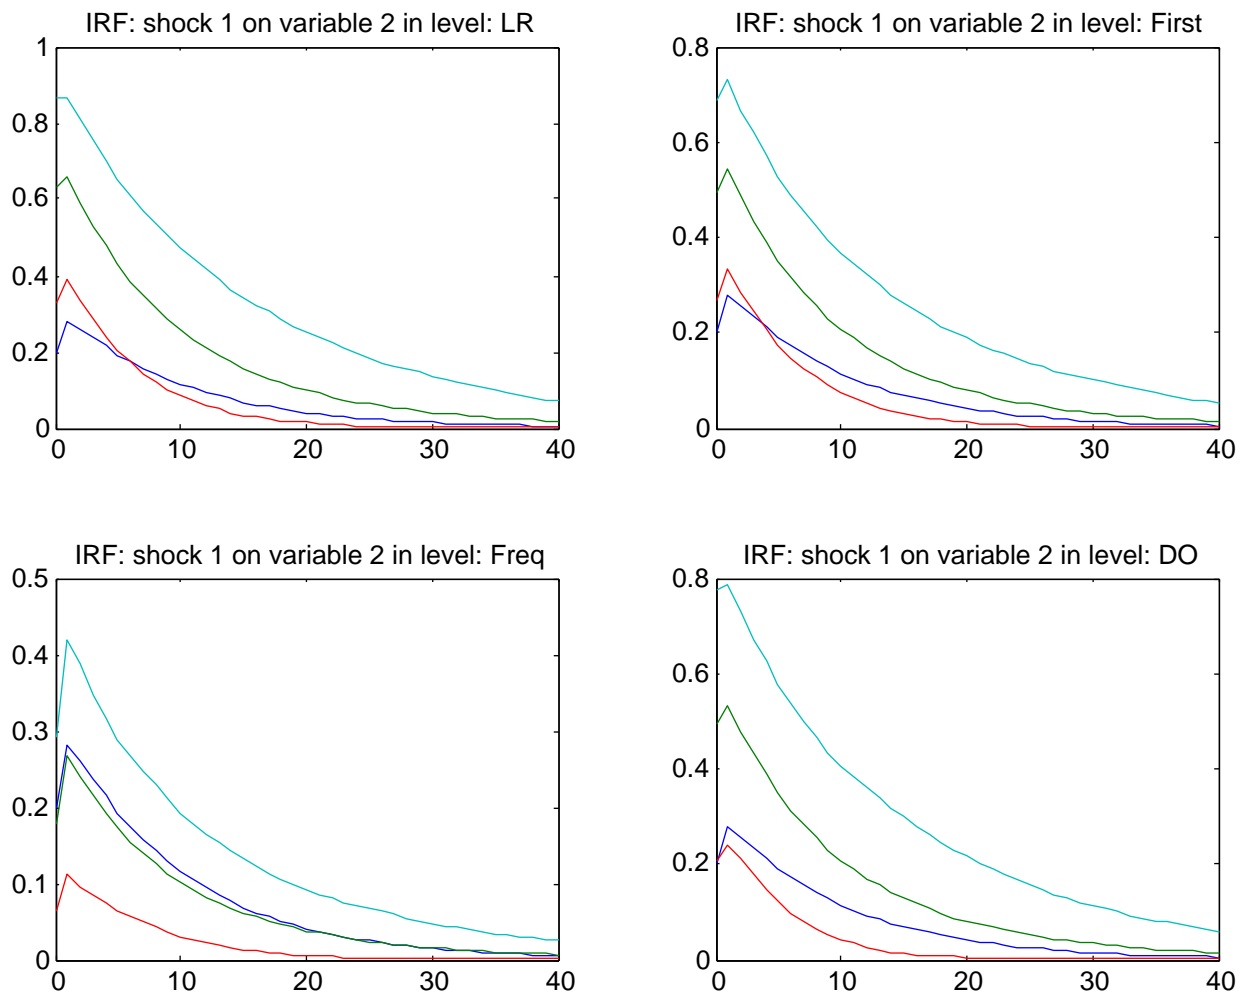 IRF: shock 1 on variable 2 in level: LR
1
0.8
0.6
0.4
0.2
0
0 10 20 30 40
IRF: shock 1 on variable 2 in level: First
0.8
0.6
0.4
0.2
0
0 10 20 30 40
IRF: shock 1 on variable 2 in level: Freq
0.5
0.4
0.3
0.2
0.1
0
0 10 20 30 40
IRF: shock 1 on variable 2 in level: DO
0.8
0.6
0.4
0.2
0
0 10 20 30 40